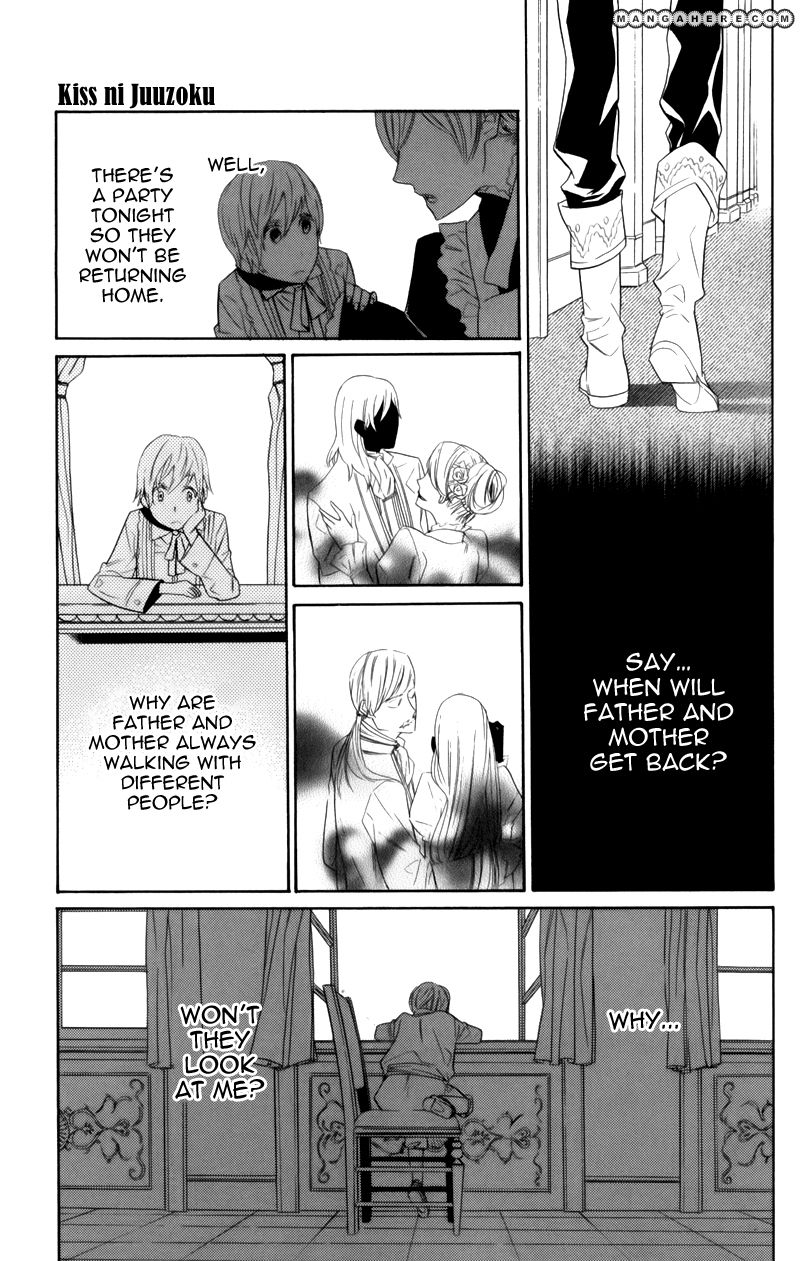 MANGAHERE.COM
Kiss ni Juuzoku
SAY...
WHEN WILL
FATHER AND
MOTHER
GET BACK?
WELL,
THERE'S
A PARTY
TONIGHT
SO THEY
WON'T BE
RETURNING
HOME.
WHY ARE
FATHER AND
MOTHER ALWAYS
WALKING WITH
DIFFERENT
PEOPLE?
WHY...
WON'T
THEY
LOOK
AT ME?